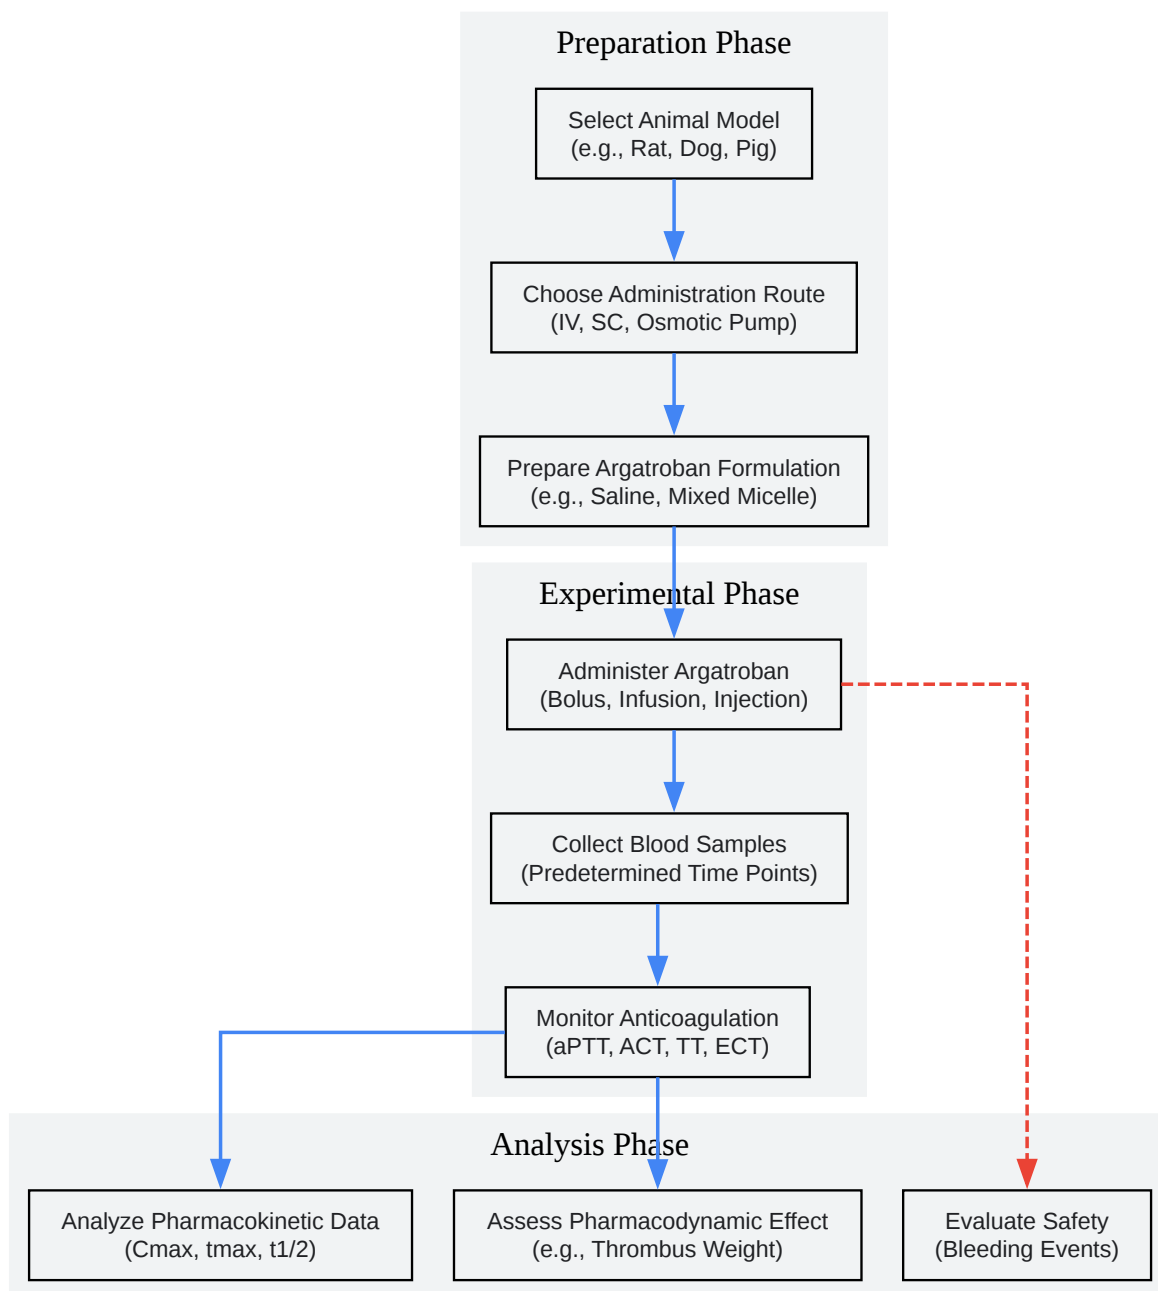 Preparation Phase
Select Animal Model
(e.g., Rat, Dog, Pig)
Choose Administration Route
(IV, SC, Osmotic Pump)
Prepare Argatroban Formulation
(e.g., Saline, Mixed Micelle)
Experimental Phase
Administer Argatroban
(Bolus, Infusion, Injection)
Collect Blood Samples
(Predetermined Time Points)
Monitor Anticoagulation
(aPTT, ACT, TT, ECT)
Analysis Phase
Analyze Pharmacokinetic Data
(Cmax, tmax, t1/2)
Assess Pharmacodynamic Effect
(e.g., Thrombus Weight)
Evaluate Safety
(Bleeding Events)